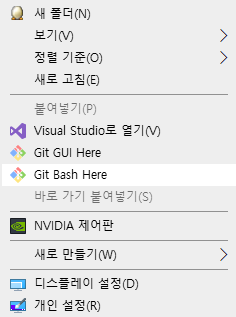 새 폴더(N)
보기(V)
정렬 기준(O)
새로 고침(E)
붙여넣기(P)
Visual Studio로 열기(V)
Git GUI Here
Git Bash Here
바로 가기 붙여넣기(S)
NVIDIA 제어판
새로 만들기(W)
디스플레이 설정(D)
개인 설정(R)